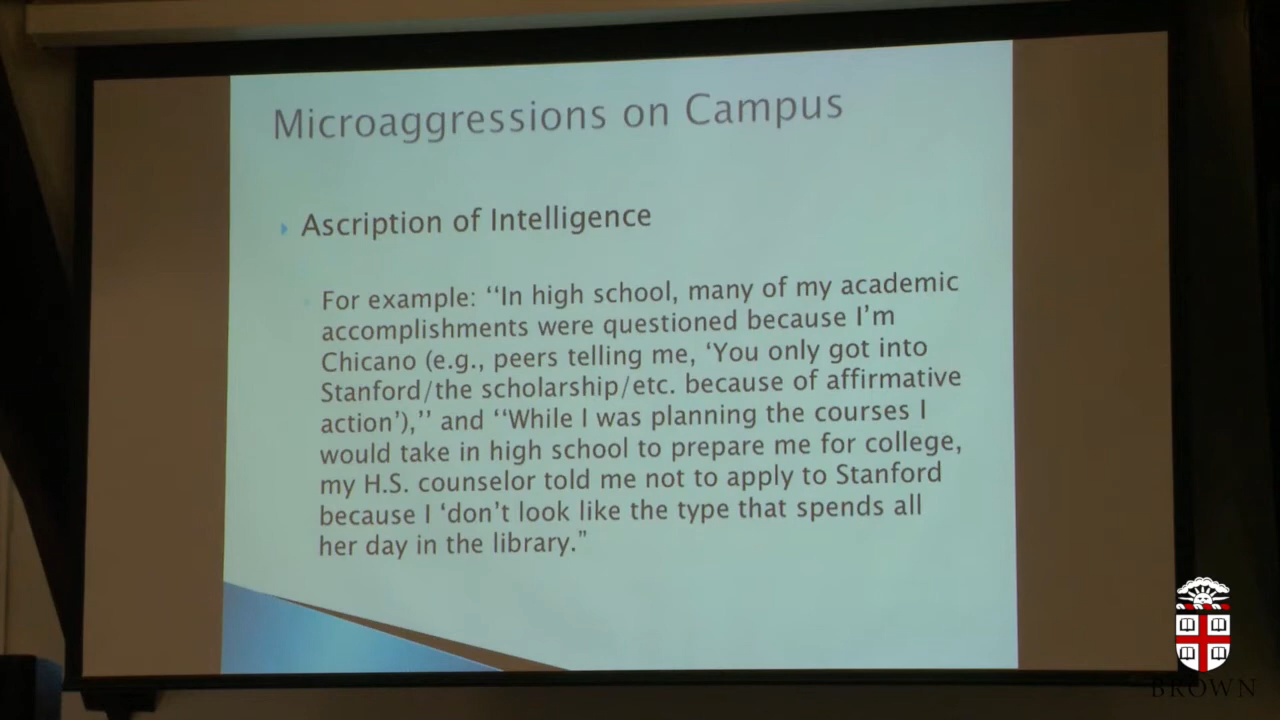 Microaggressions on Campus
Ascription of Intelligence
For example: ‘‘In high school, many of my academic
accomplishments were questioned because I’m
Chicano (e.g., peers telling me, ‘You only got into
Stanford/the scholarship/etc. because of affirmative
action’),’’ and ‘‘While I was planning the courses I
would take in high school to prepare me for college,
my H.S. counselor told me not to apply to Stanford
because I ‘don’t look like the type that spends all
her day in the library.”
BROWN